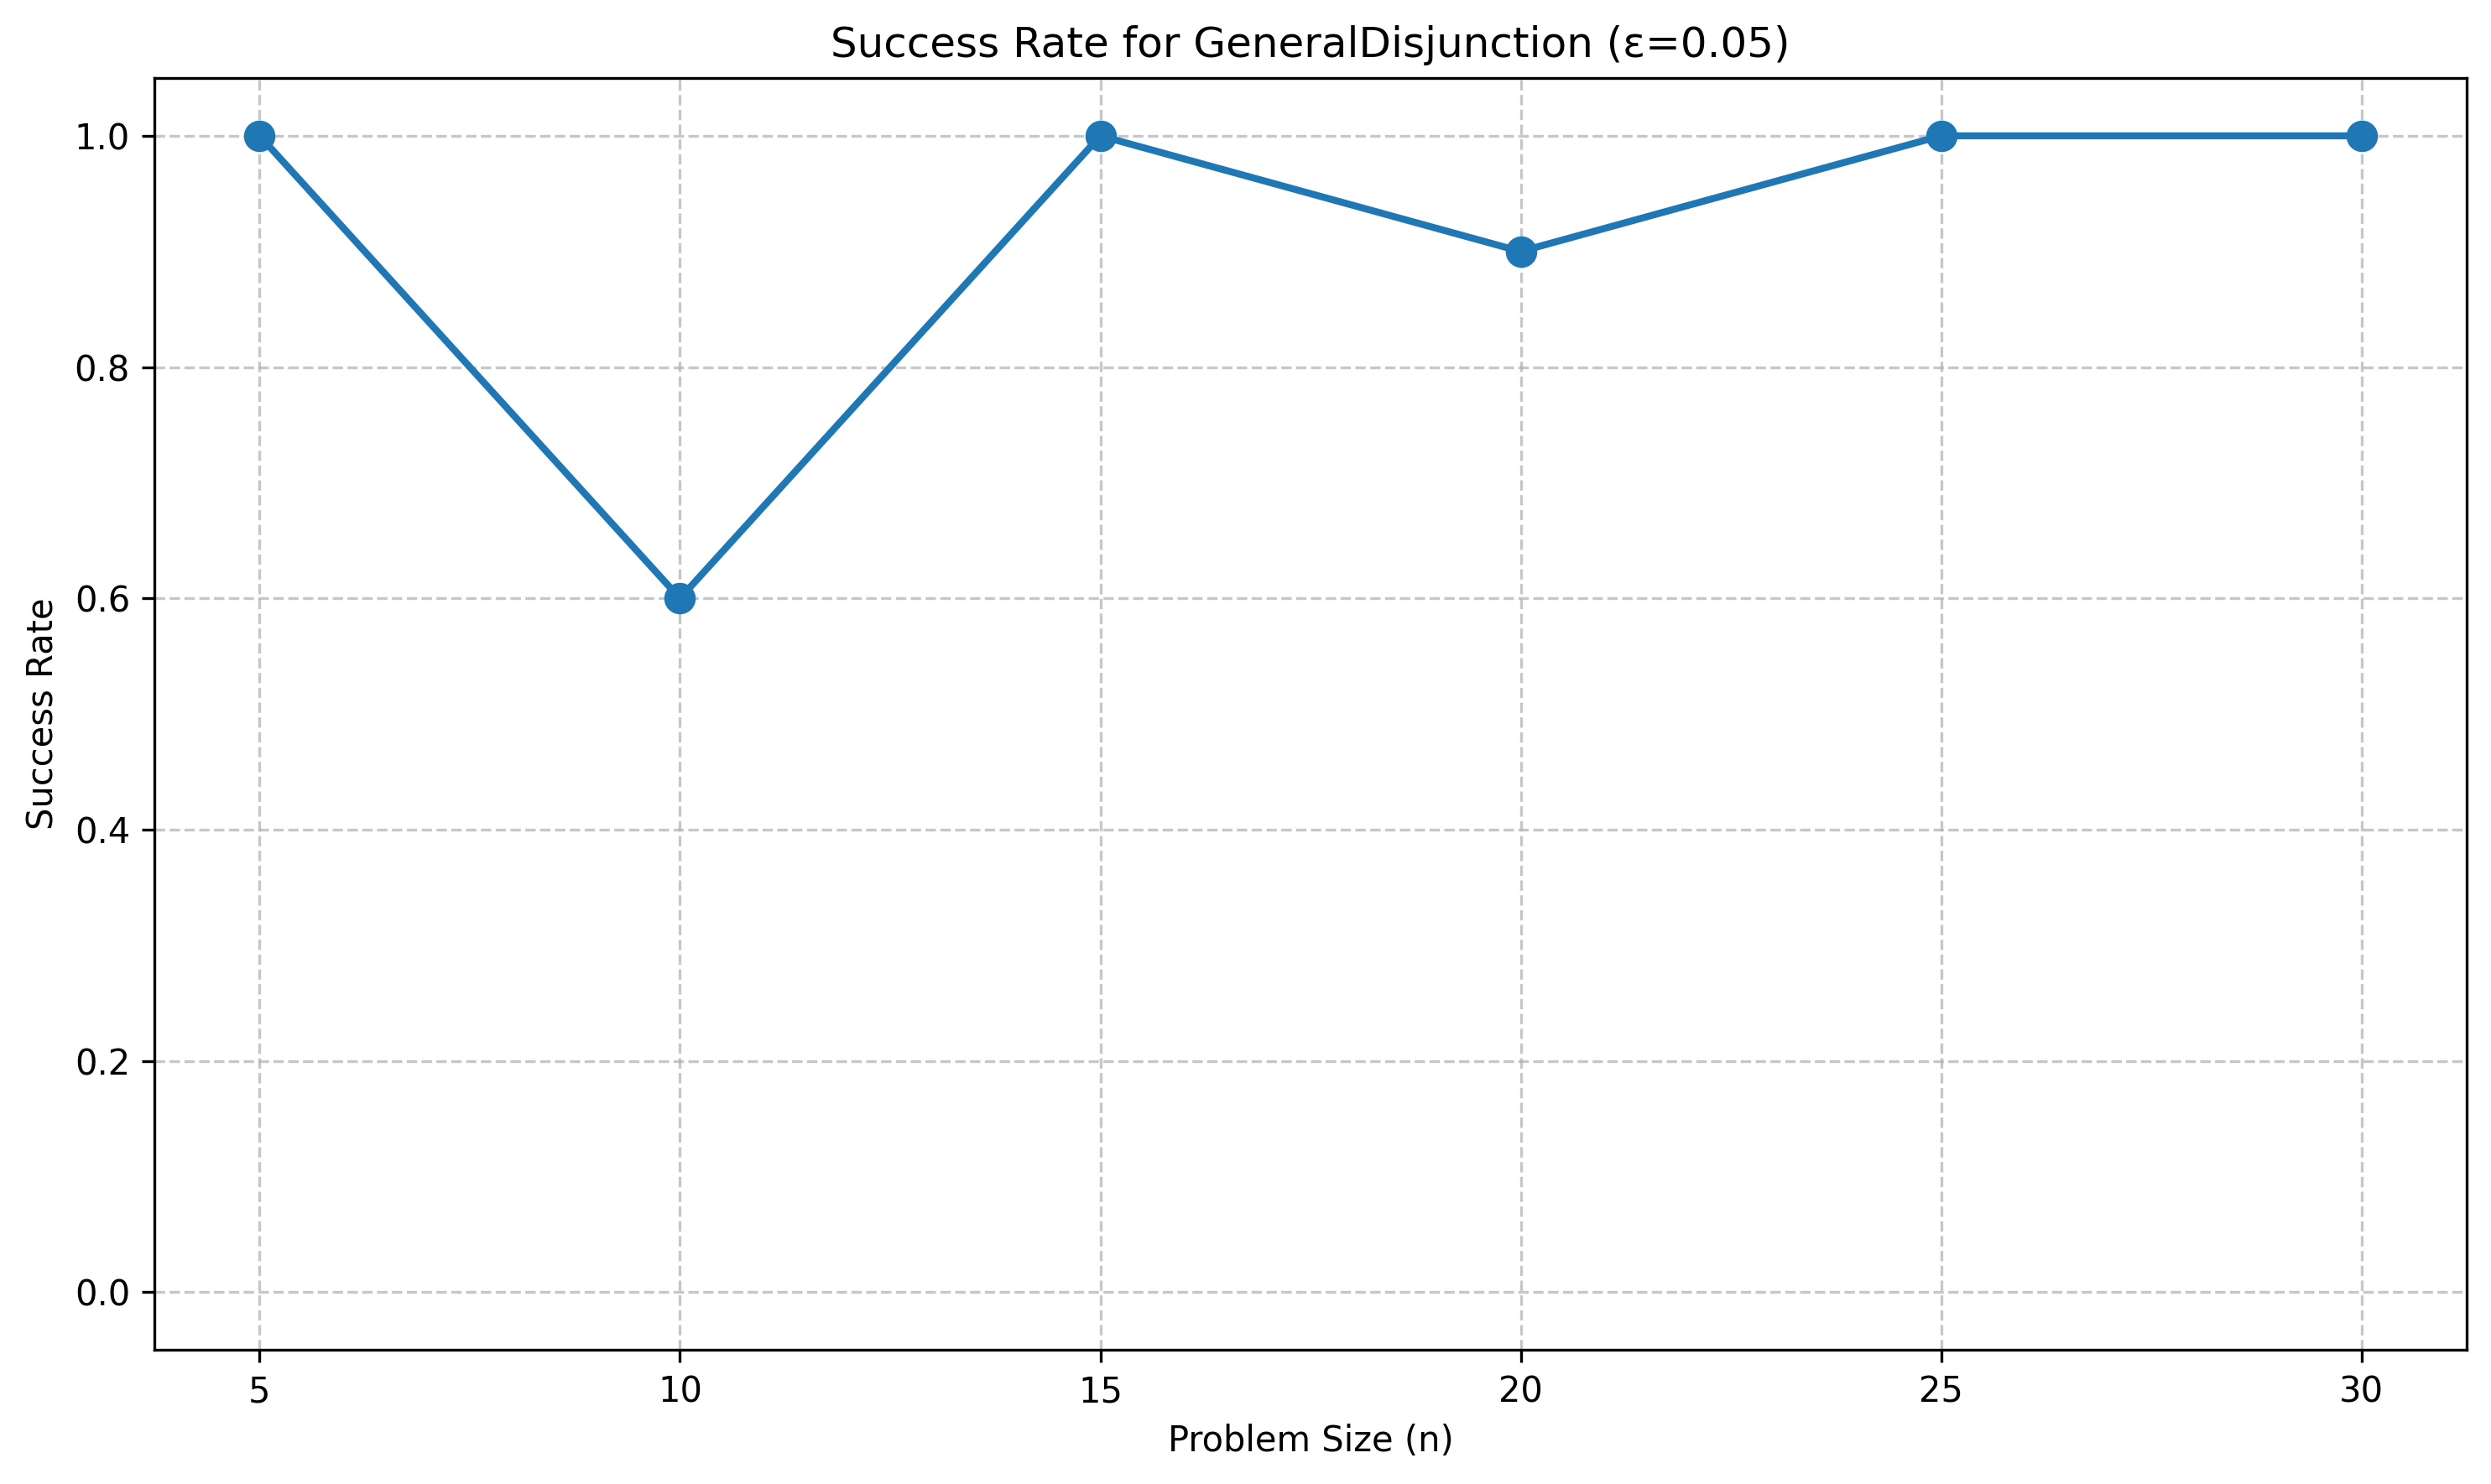 Success Rate for GeneralDisjunction (ε=0.05)
1.0
0.8
0.6
0.4
0.2
0.0
Success Rate
5 10 15 20 25 30
Problem Size (n)